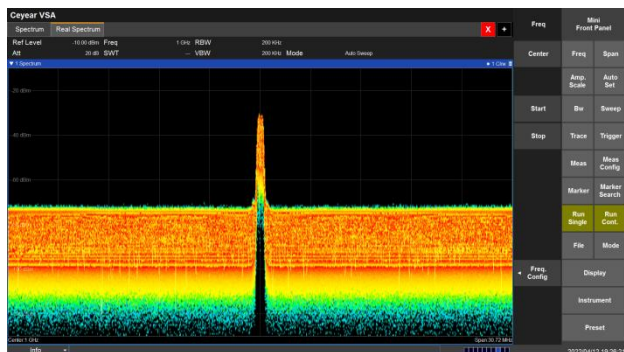 Ceyear VSA
Spectrum Real Spectrum X +
Ref Level -10.00 dBm Freq 1 GHz RBW 200 kHz
Att 20 dB SWT -- VBW 200 kHz Mode Auto Sweep
1 Spectrum 1 Clrw
-20 dBm
-40 dBm
-60 dBm
Center 1 GHz Span 30.72 MHz
Info
Freq
Center
Start
Stop
Freq. Config
Mini Front Panel
Freq Span
Amp. Scale Auto Set
Bw Sweep
Trace Trigger
Meas Meas Config
Marker Marker Search
Run Single Run Cont.
File Mode
Display
Instrument
Preset